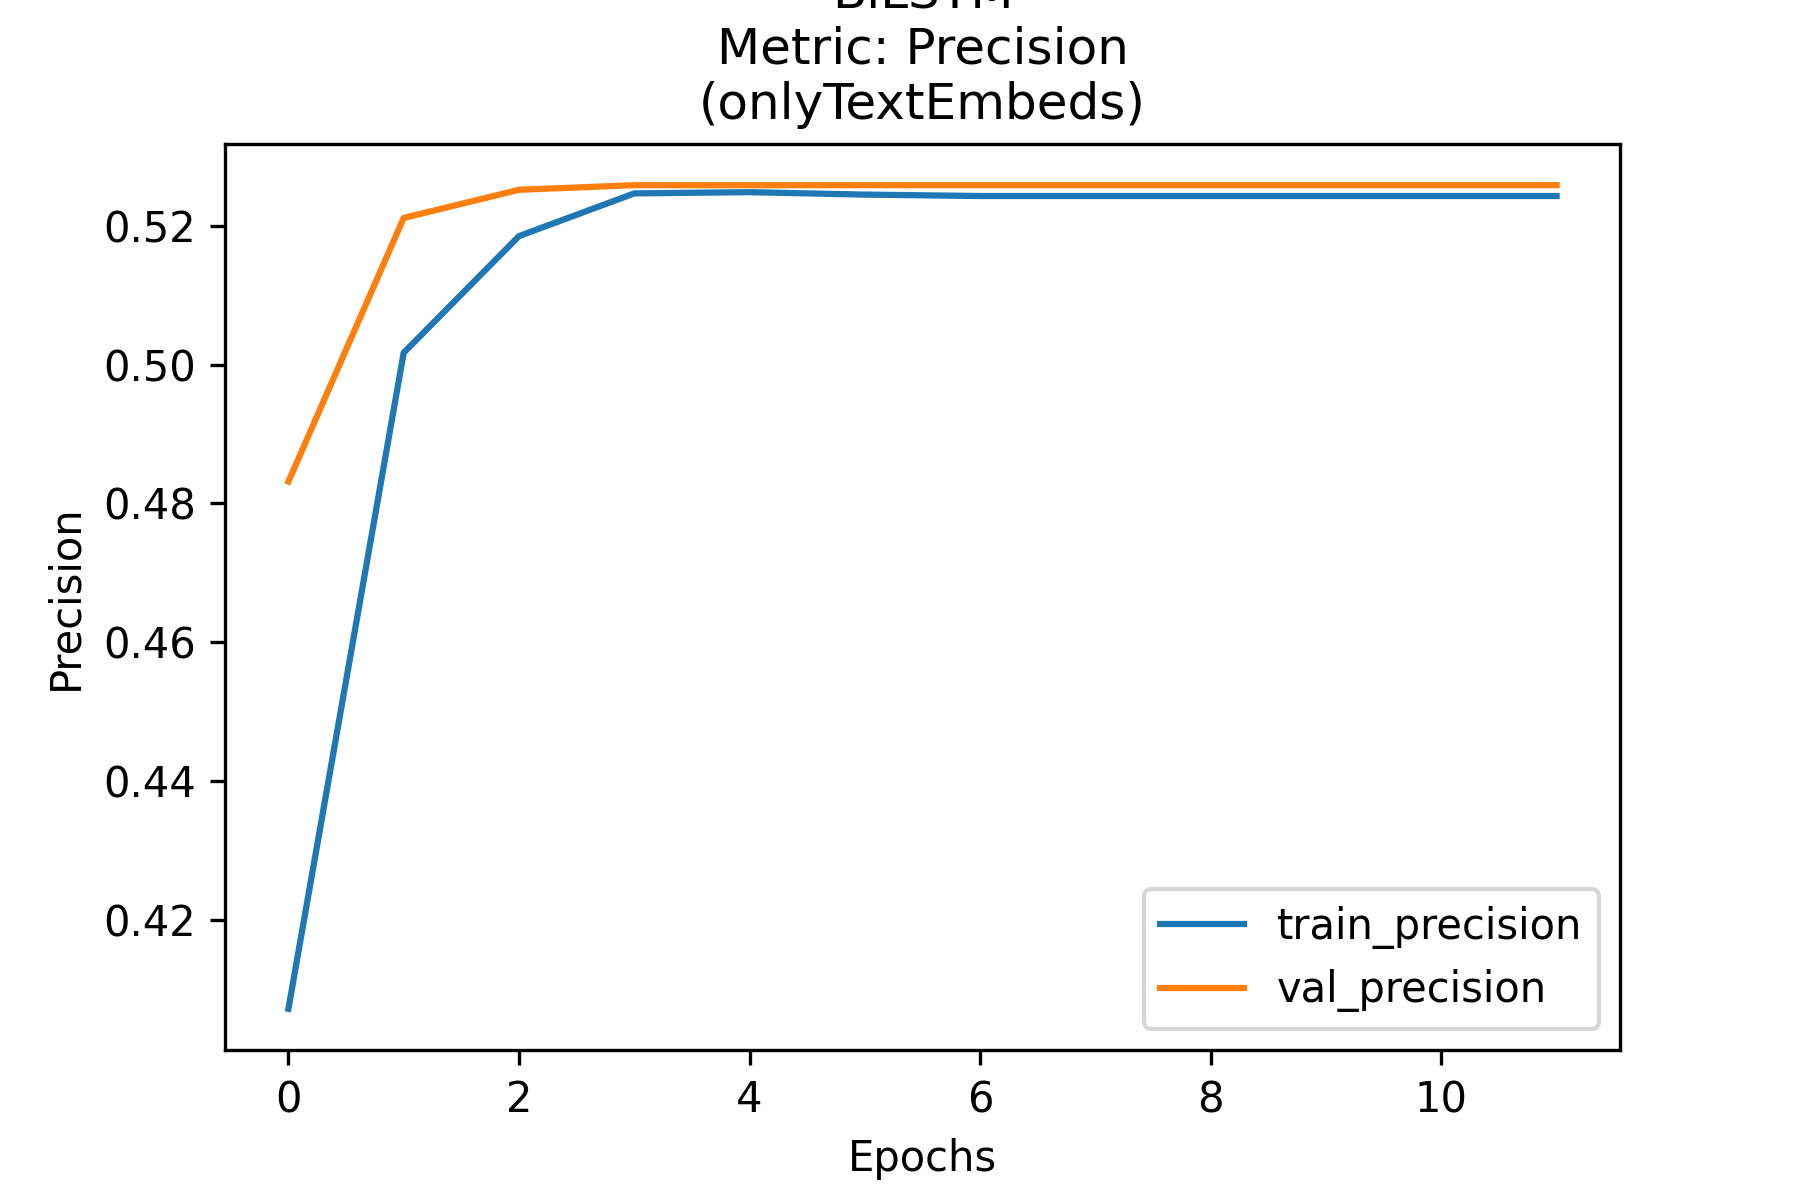 BiLSTM
Metric: Precision
(onlyTextEmbeds)
Precision
0.52
0.50
0.48
0.46
0.44
0.42
train_precision
val_precision
0 2 4 6 8 10
Epochs